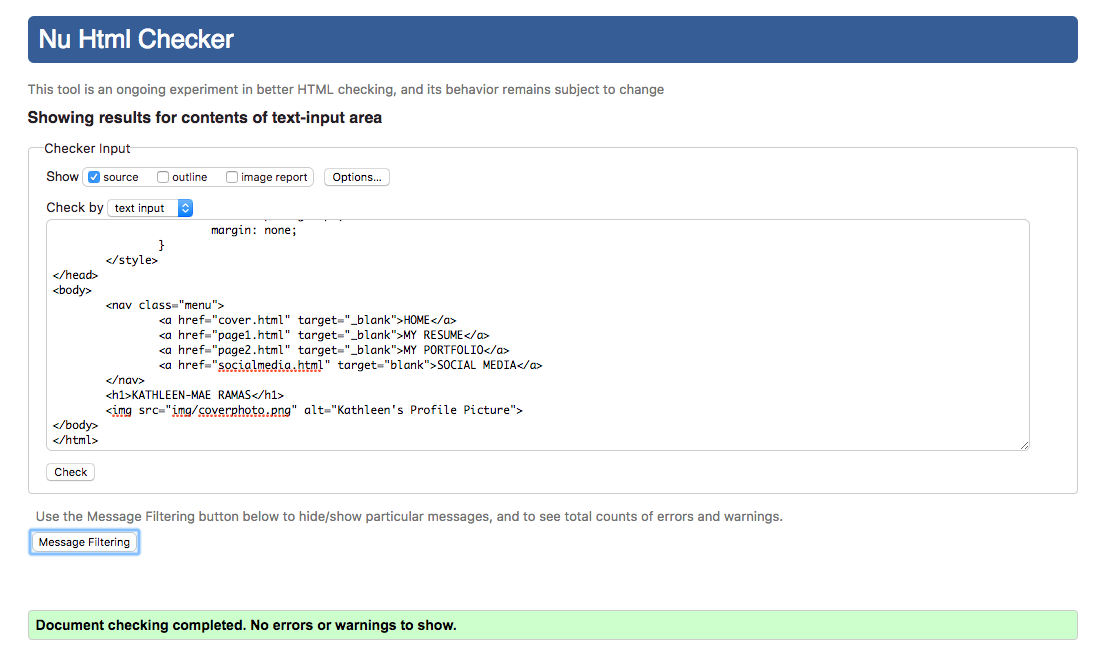 Nu Html Checker
This tool is an ongoing experiment in better HTML checking, and its behavior remains subject to change
Showing results for contents of text-input area
Checker Input
Show source outline image report Options...
Check by text input
margin: none;
}
</style>
</head>
<body>
<nav class="menu">
<a href="cover.html" target="_blank">HOME</a>
<a href="page1.html" target="_blank">MY RESUME</a>
<a href="page2.html" target="_blank">MY PORTFOLIO</a>
<a href="socialmedia.html" target="blank">SOCIAL MEDIA</a>
</nav>
<h1>KATHLEEN-MAE RAMAS</h1>
<img src="img/coverphoto.png" alt="Kathleen's Profile Picture">
</body>
</html>
Check
Use the Message Filtering button below to hide/show particular messages, and to see total counts of errors and warnings.
Message Filtering
Document checking completed. No errors or warnings to show.